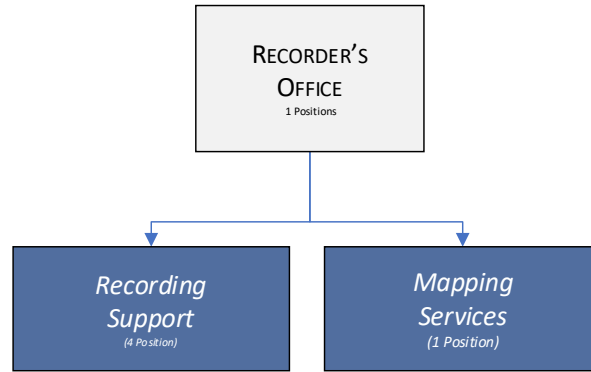 RECORDER'S
OFFICE
1 Positions
Recording
Support
(4 Position)
Mapping
Services
(1 Position)